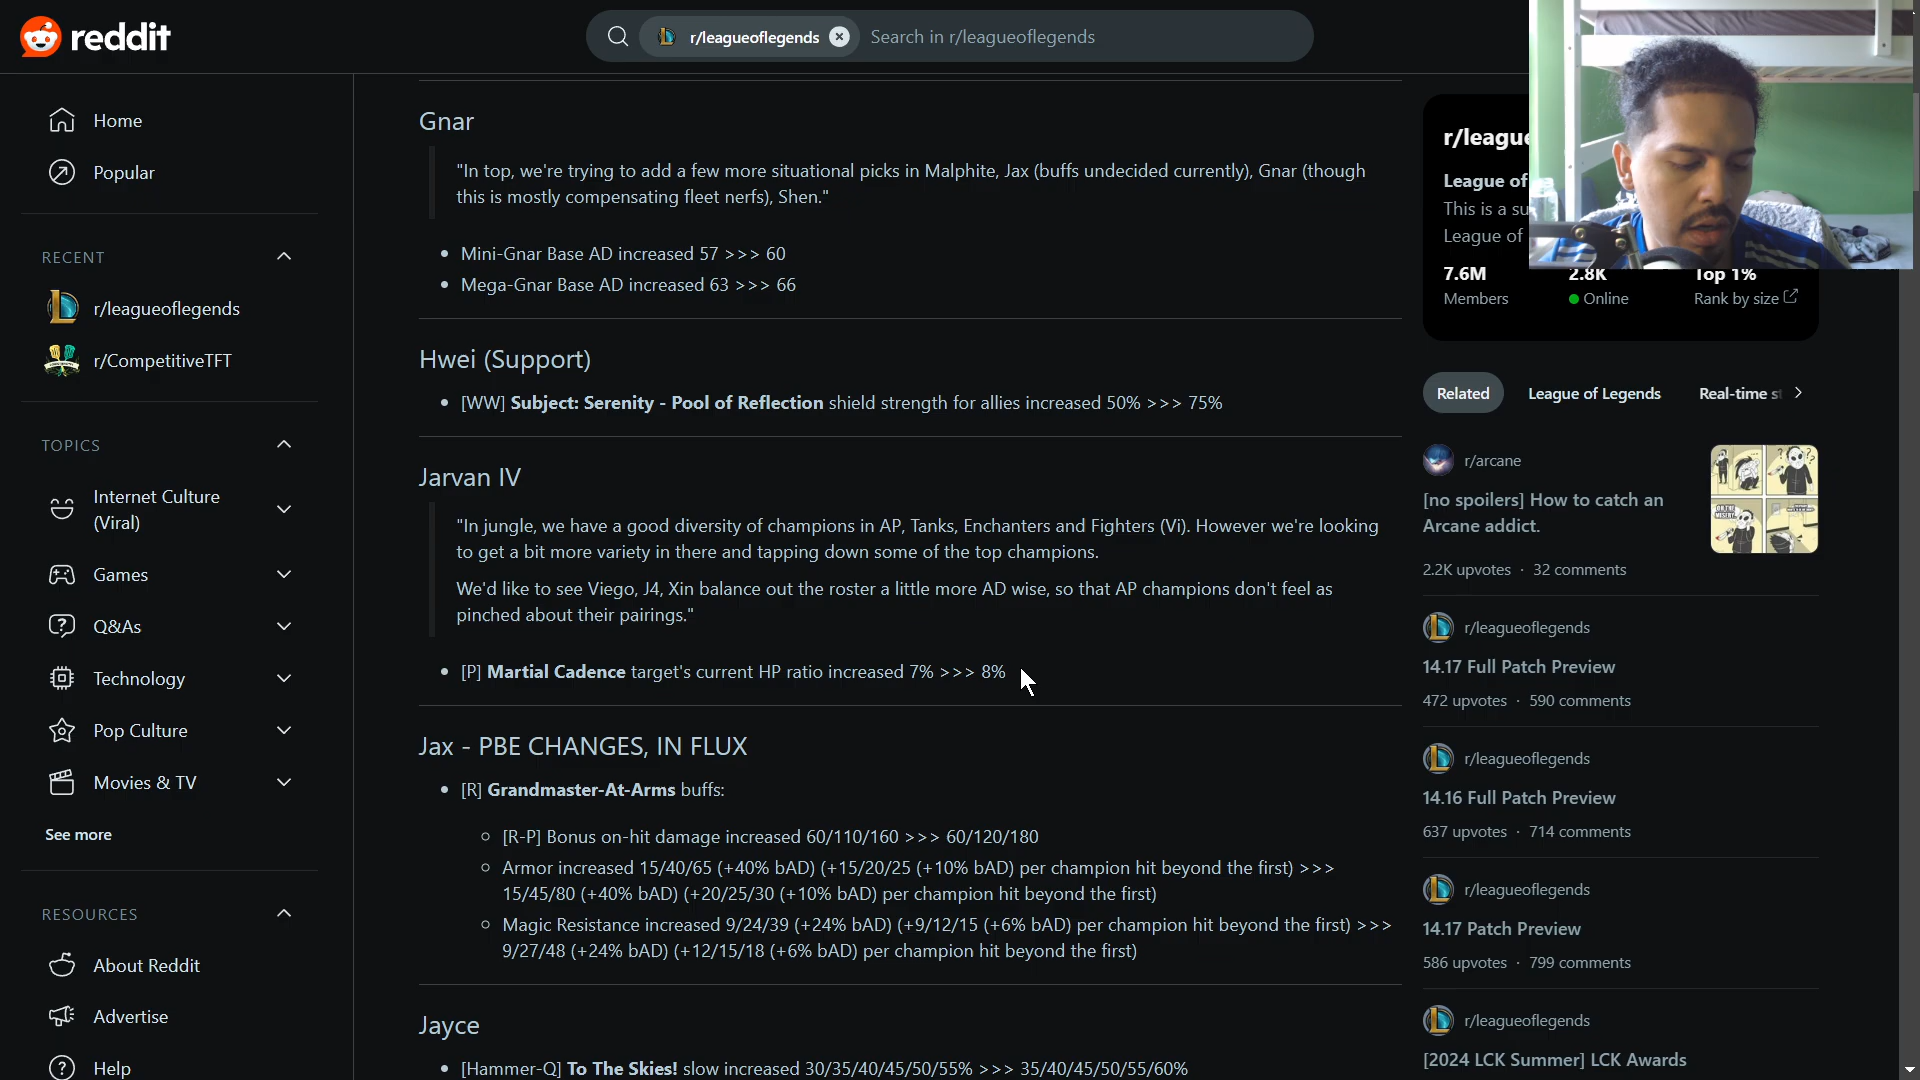 reddit
r/leagueoflegends
Search in r/leagueoflegends
Home
Popular
RECENT
r/leagueoflegends
r/CompetitiveTFT
TOPICS
Internet Culture
(Viral)
Games
Q&As
Technology
Pop Culture
Movies & TV
See more
RESOURCES
About Reddit
Advertise
Help
Gnar
"In top, we're trying to add a few more situational picks in Malphite, Jax (buffs undecided currently), Gnar (though
this is mostly compensating fleet nerfs), Shen."
• Mini-Gnar Base AD increased 57 >>> 60
• Mega-Gnar Base AD increased 63 >>> 66
Hwei (Support)
• [WW] Subject: Serenity - Pool of Reflection shield strength for allies increased 50% >>> 75%
Jarvan IV
"In jungle, we have a good diversity of champions in AP, Tanks, Enchanters and Fighters (Vi). However we're looking
to get a bit more variety in there and tapping down some of the top champions.
We'd like to see Viego, J4, Xin balance out the roster a little more AD wise, so that AP champions don't feel as
pinched about their pairings."
• [P] Martial Cadence target's current HP ratio increased 7% >>> 8%
Jax - PBE CHANGES, IN FLUX
• [R] Grandmaster-At-Arms buffs:
○ [R-P] Bonus on-hit damage increased 60/110/160 >>> 60/120/180
○ Armor increased 15/40/65 (+40% bAD) (+15/20/25 (+10% bAD) per champion hit beyond the first) >>>
15/45/80 (+40% bAD) (+20/25/30 (+10% bAD) per champion hit beyond the first)
○ Magic Resistance increased 9/24/39 (+24% bAD) (+9/12/15 (+6% bAD) per champion hit beyond the first) >>>
9/27/48 (+24% bAD) (+12/15/18 (+6% bAD) per champion hit beyond the first)
Jayce
• [Hammer-Q] To The Skies! slow increased 30/35/40/45/50/55% >>> 35/40/45/50/55/60%
r/league
League of
This is a su
League of
7.6M
2.8K
Top 1%
Members
Online
Rank by size
Related
League of Legends
Real-time st
r/arcane
[no spoilers] How to catch an
Arcane addict.
2.2K upvotes · 32 comments
r/leagueoflegends
14.17 Full Patch Preview
472 upvotes · 590 comments
r/leagueoflegends
14.16 Full Patch Preview
637 upvotes · 714 comments
r/leagueoflegends
14.17 Patch Preview
586 upvotes · 799 comments
r/leagueoflegends
[2024 LCK Summer] LCK Awards